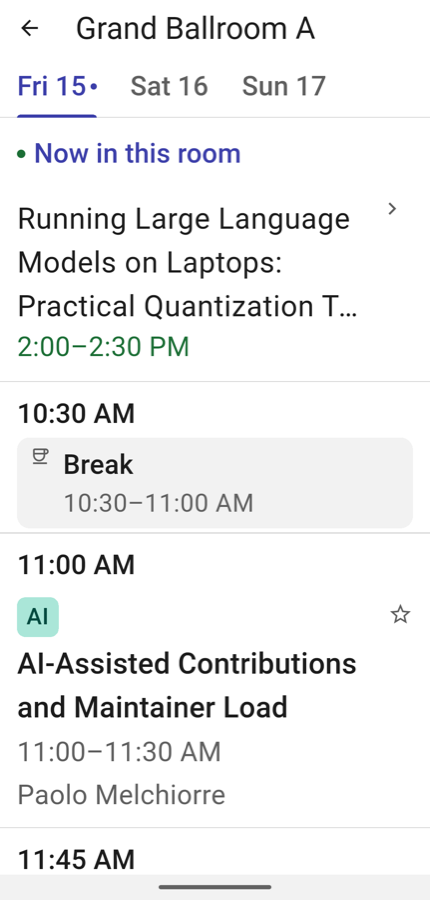 Grand Ballroom A
Fri 15•
Sat 16
Sun 17
Now in this room
Running Large Language
Models on Laptops:
Practical Quantization T…
2:00–2:30 PM
10:30 AM
Break
10:30–11:00 AM
11:00 AM
AI
AI-Assisted Contributions
and Maintainer Load
11:00–11:30 AM
Paolo Melchiorre
11:45 AM